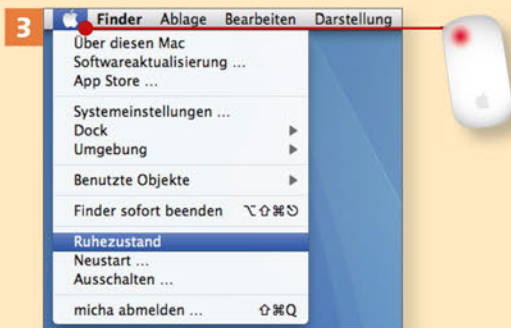 3
Finder Ablage Bearbeiten Darstellung
Über diesen Mac
Softwareaktualisierung ...
App Store ...
Systemeinstellungen ...
Dock
Umgebung
Benutzte Objekte
Finder sofort beenden ⌥⇧⌘⎋
Ruhezustand
Neustart ...
Ausschalten ...
micha abmelden ... ⇧⌘Q